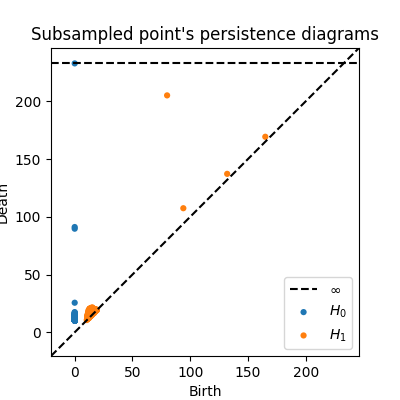 Subsampled point's persistence diagrams
Death
200
150
100
50
0
∞
H₀
H₁
0 50 100 150 200
Birth